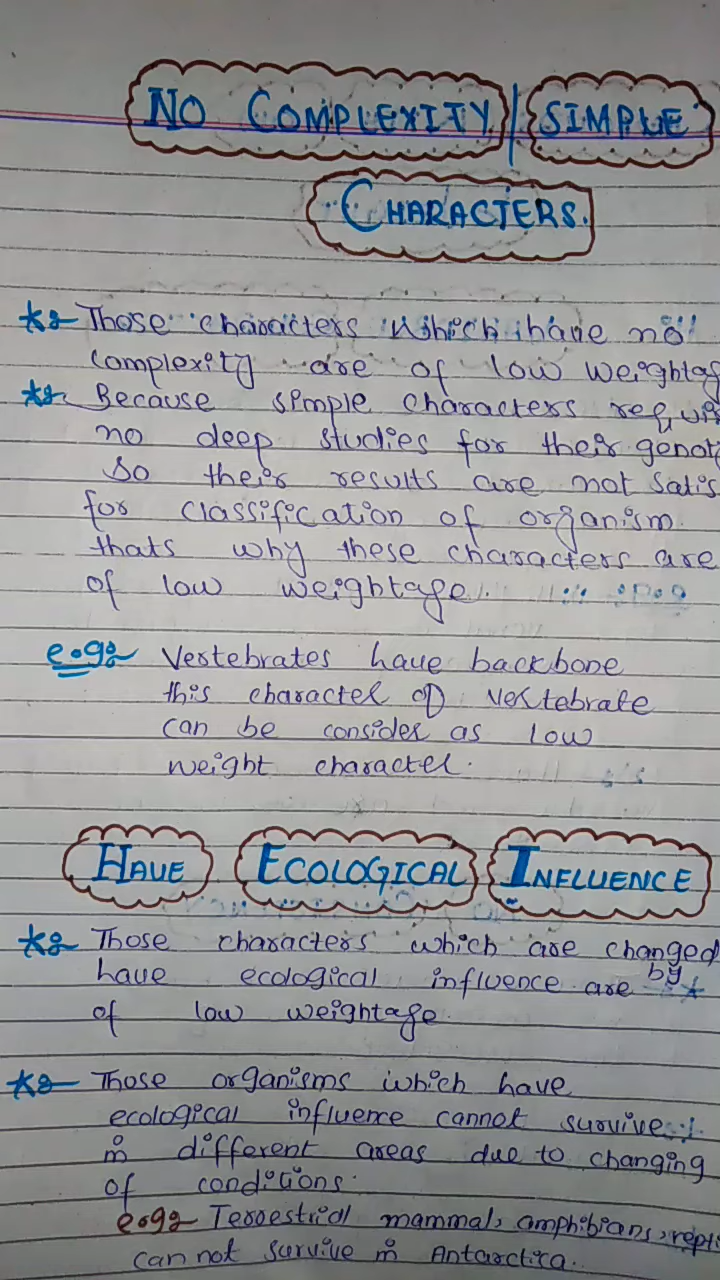 NO COMPLEXITY / SIMPLE
CHARACTERS.
Those characters which have no
complexity are of low weightag
Because simple characters requi
no deep studies for their genot
so their results are not satis
for classification of organism
thats why these characters are
of low weightage.
e.g:- Vertebrates have backbone
this character of vertebrate
can be consider as low
weight character.
HAVE ECOLOGICAL INFLUENCE
Those characters which are changed
by
have ecological influence are
of low weightage.
Those organisms which have
ecological influence cannot survive
in different areas due to changing
of conditions.
e.g:- Terrestrial mammals, amphibians, repti
cannot survive in Antarctica.